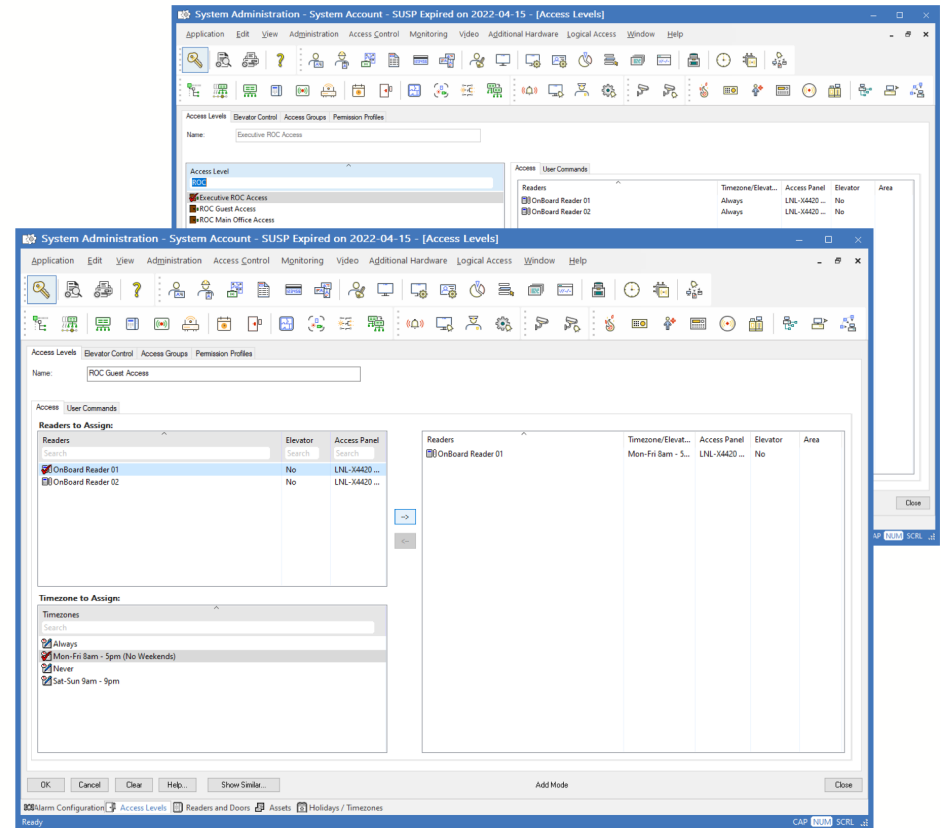 System Administration - System Account - SUSP Expired on 2022-04-15 - [Access Levels]
Application Edit View Administration Access Control Monitoring Video Additional Hardware Logical Access Window Help
Access Levels Elevator Control Access Groups Permission Profiles
Name: Executive ROC Access
Access Level
ROC
Executive ROC Access
ROC Guest Access
ROC Main Office Access
Access User Commands
Readers Timezone/Elevat... Access Panel Elevator Area
OnBoard Reader 01 Always LNL-X4420 ... No
OnBoard Reader 02 Always LNL-X4420 ... No
Close
AP NUM SCRL
System Administration - System Account - SUSP Expired on 2022-04-15 - [Access Levels]
Application Edit View Administration Access Control Monitoring Video Additional Hardware Logical Access Window Help
Access Levels Elevator Control Access Groups Permission Profiles
Name: ROC Guest Access
Access User Commands
Readers to Assign:
Readers Elevator Access Panel
Search Search Search
OnBoard Reader 01 No LNL-X4420 ...
OnBoard Reader 02 No LNL-X4420 ...
-->
<--
Timezone to Assign:
Timezones
Search
Always
Mon-Fri 8am - 5pm (No Weekends)
Never
Sat-Sun 9am - 9pm
Readers Timezone/Elevat... Access Panel Elevator Area
OnBoard Reader 01 Mon-Fri 8am - 5... LNL-X4420 ... No
OK Cancel Clear Help... Show Similar... Add Mode Close
Alarm Configuration Access Levels Readers and Doors Assets Holidays / Timezones
Ready CAP NUM SCRL